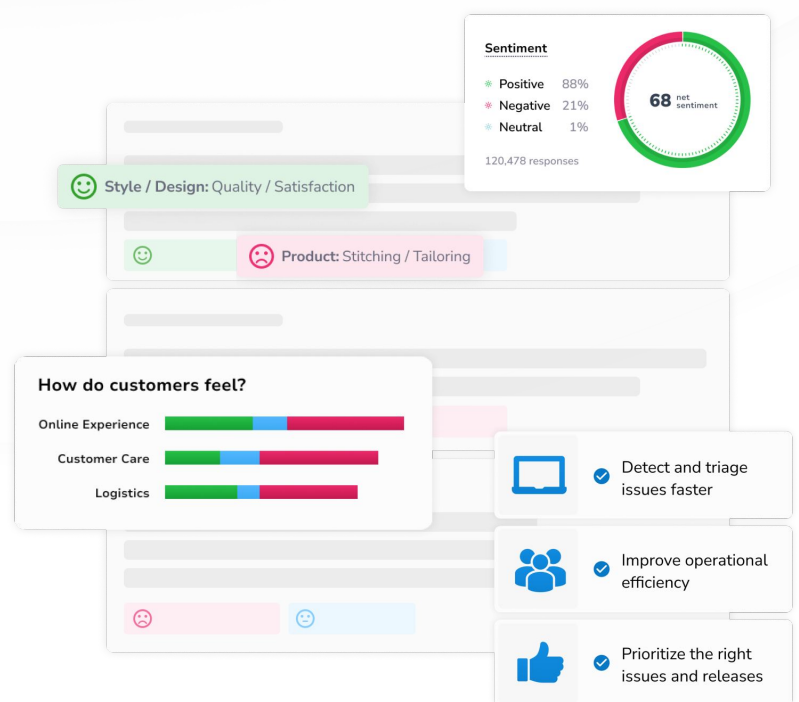 Sentiment
Positive 88%
Negative 21%
Neutral 1%
120,478 responses
68 net
sentiment
Style / Design: Quality / Satisfaction
Product: Stitching / Tailoring
How do customers feel?
Online Experience
Customer Care
Logistics
Detect and triage
issues faster
Improve operational
efficiency
Prioritize the right
issues and releases